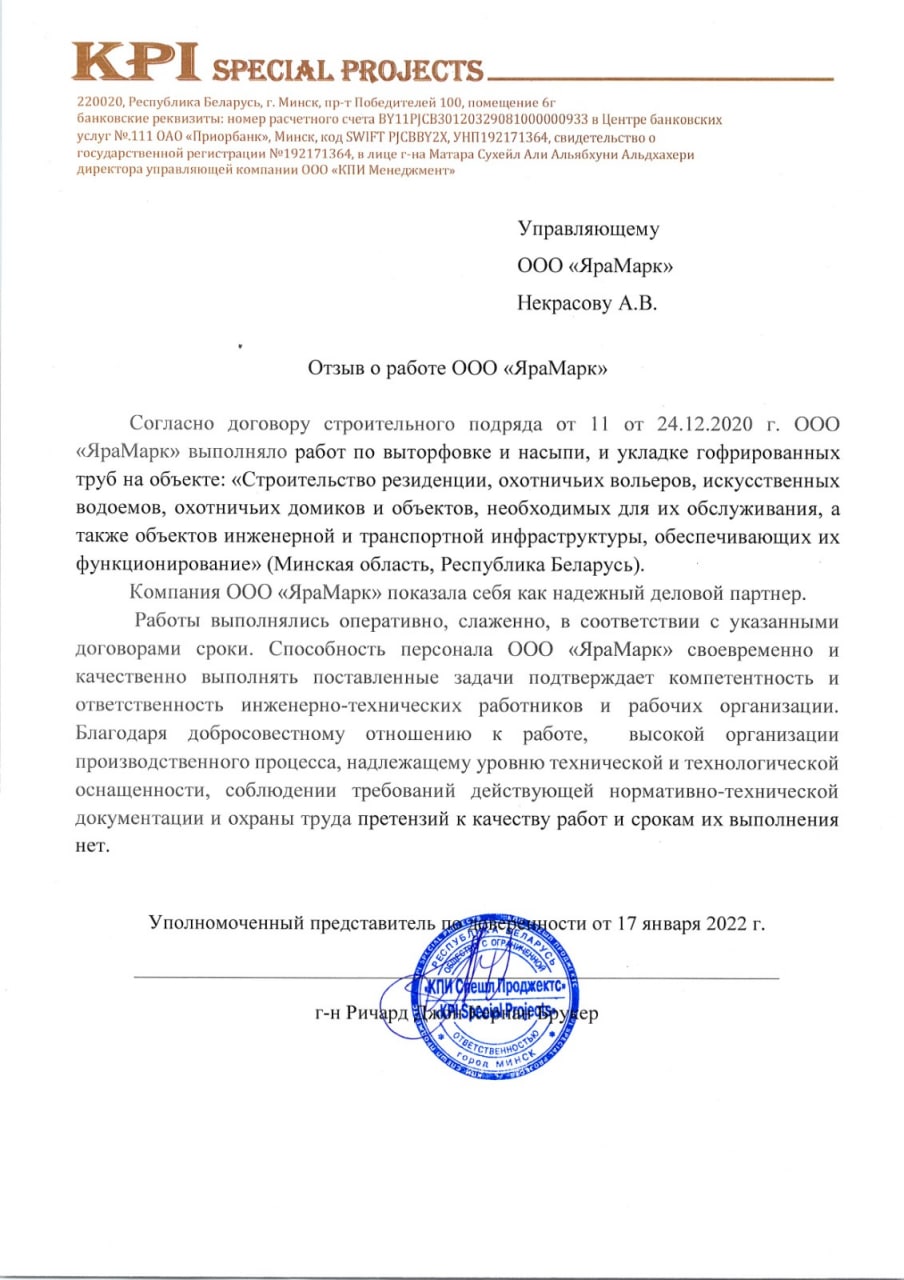 KPI SPECIAL PROJECTS
220020, Республика Беларусь, г. Минск, пр-т Победителей 100, помещение 6г
банковские реквизиты: номер расчетного счета BY11PJCB30120329081000000933 в Центре банковских
услуг №.111 ОАО «Приорбанк», Минск, код SWIFT PJCBBY2X, УНП192171364, свидетельство о
государственной регистрации №192171364, в лице г-на Матара Сухейл Али Альябхуни Альдхахери
директора управляющей компании ООО «КПИ Менеджмент»
Управляющему
ООО «ЯраМарк»
Некрасову А.В.
Отзыв о работе ООО «ЯраМарк»
Согласно договору строительного подряда от 11 от 24.12.2020 г. ООО
«ЯраМарк» выполняло работ по выторфовке и насыпи, и укладке гофрированных
труб на объекте: «Строительство резиденции, охотничьих вольеров, искусственных
водоемов, охотничьих домиков и объектов, необходимых для их обслуживания, а
также объектов инженерной и транспортной инфраструктуры, обеспечивающих их
функционирование» (Минская область, Республика Беларусь).
Компания ООО «ЯраМарк» показала себя как надежный деловой партнер.
Работы выполнялись оперативно, слаженно, в соответствии с указанными
договорами сроки. Способность персонала ООО «ЯраМарк» своевременно и
качественно выполнять поставленные задачи подтверждает компетентность и
ответственность инженерно-технических работников и рабочих организации.
Благодаря добросовестному отношению к работе, высокой организации
производственного процесса, надлежащему уровню технической и технологической
оснащенности, соблюдении требований действующей нормативно-технической
документации и охраны труда претензий к качеству работ и срокам их выполнения
нет.
Уполномоченный представитель по доверенности от 17 января 2022 г.
РЕСПУБЛИКА БЕЛАРУСЬ
ОБЩЕСТВО С ОГРАНИЧЕННОЙ
«КПИ Спешл Проджектс»
«KPI Special Projects»
г-н Ричард Джон Брукер
ОТВЕТСТВЕННОСТЬЮ
город МИНСК